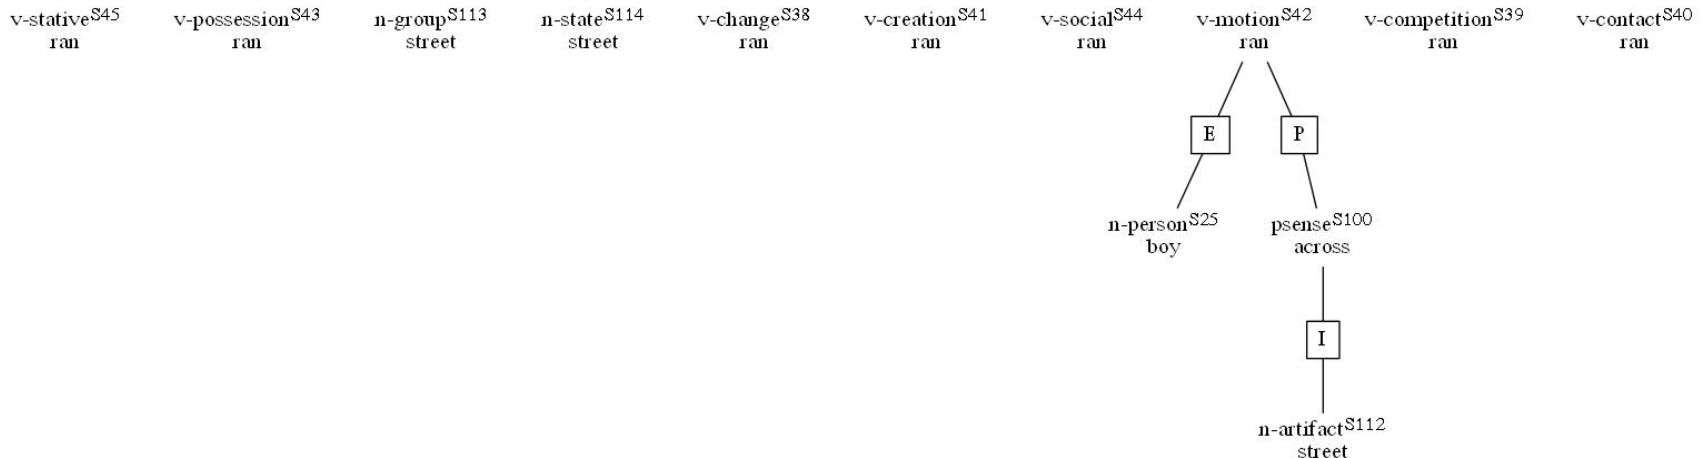 v-stativeS45 v-possessionS43 n-groupS113 n-stateS114 v-changeS38 v-creationS41 v-socialS44 v-motionS42 v-competitionS39 v-contactS40
ran ran street street ran ran ran ran ran ran
E P
n-personS25 psenseS100
boy across
I
n-artifactS112
street